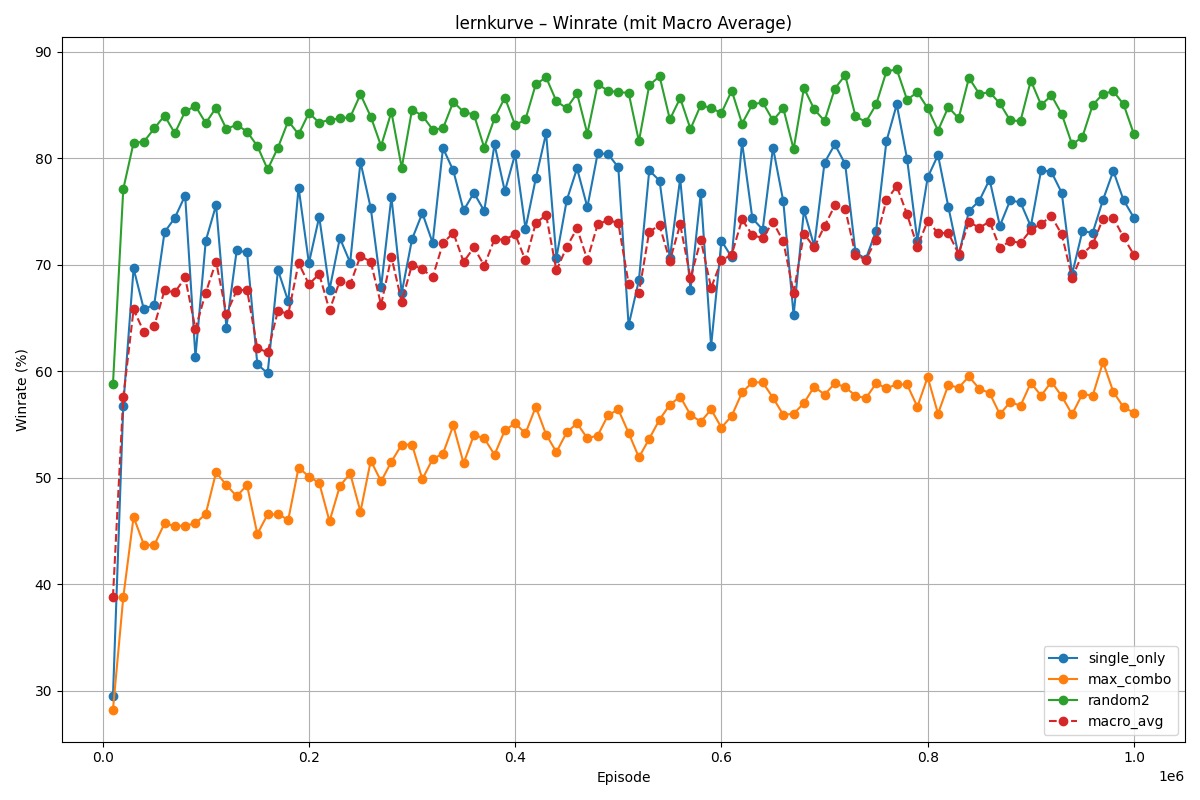 lernkurve – Winrate (mit Macro Average)
Winrate (%)
90
80
70
60
50
40
30
0.0 0.2 0.4 0.6 0.8 1.0
1e6
Episode
single_only
max_combo
random2
macro_avg